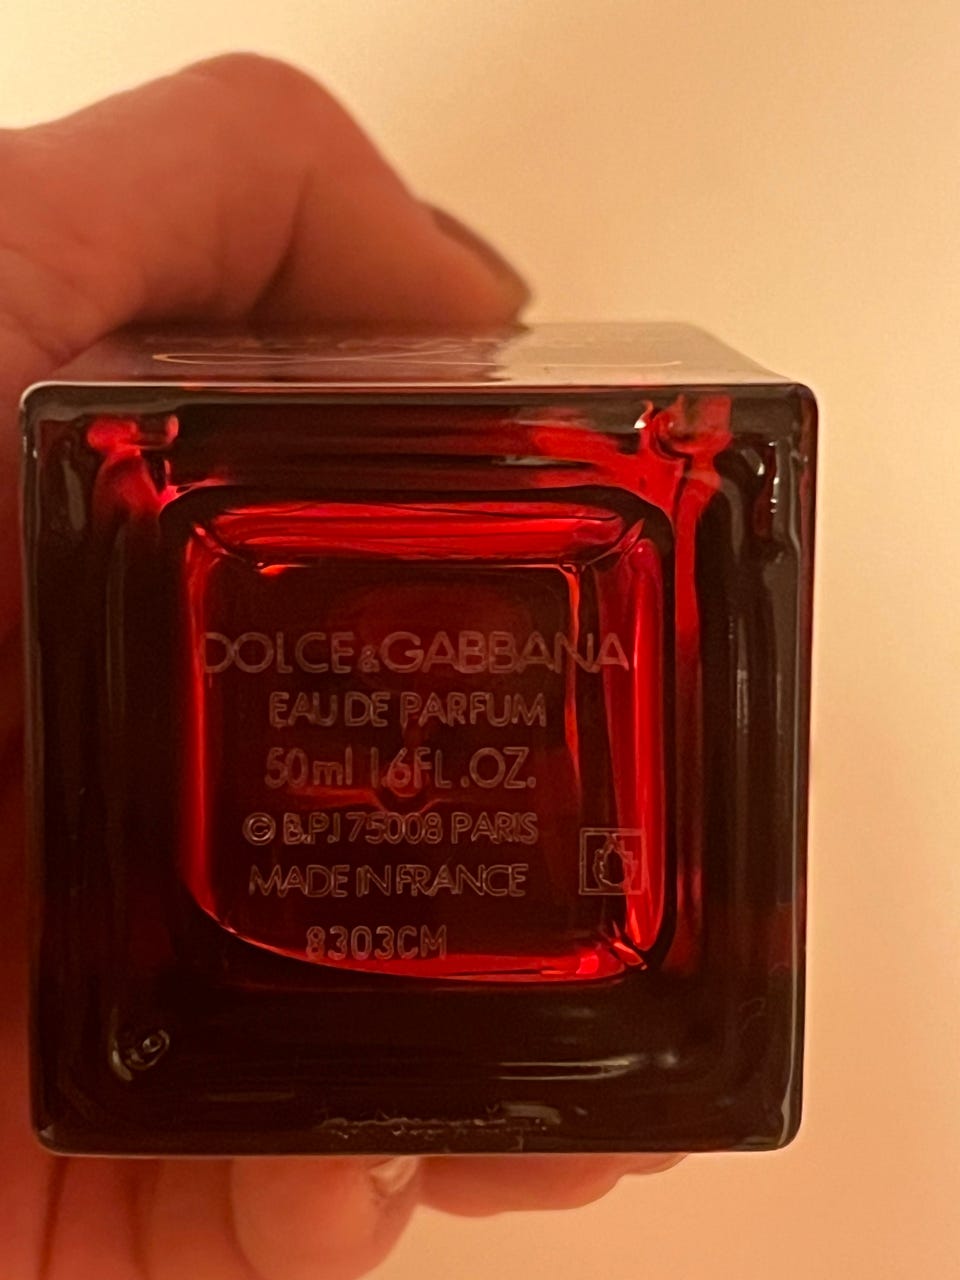 DOLCE&GABBANA
EAU DE PARFUM
50ml 1.6FL.OZ.
© B.P.I 75008 PARIS
MADE IN FRANCE
8303CM